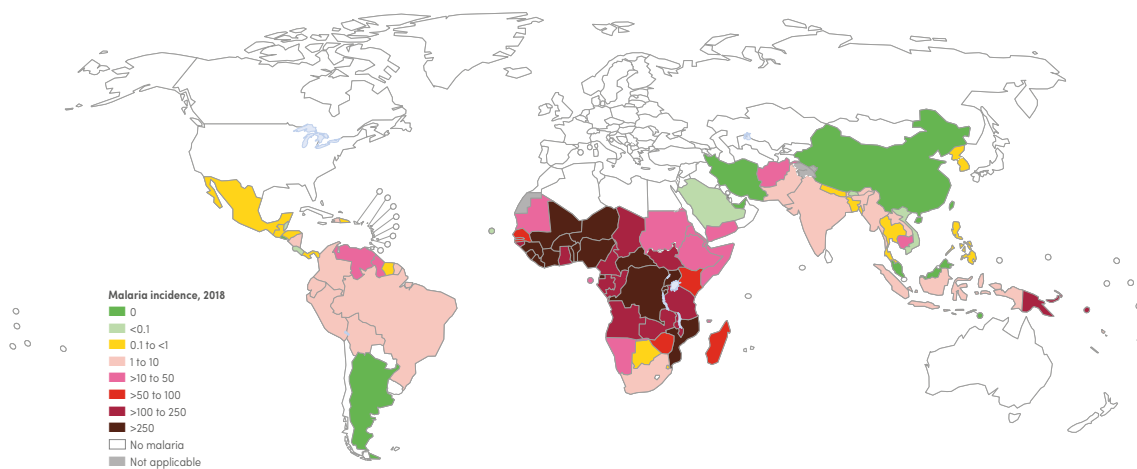 Malaria incidence, 2018
0
<0.1
0.1 to <1
1 to 10
>10 to 50
>50 to 100
>100 to 250
>250
No malaria
Not applicable